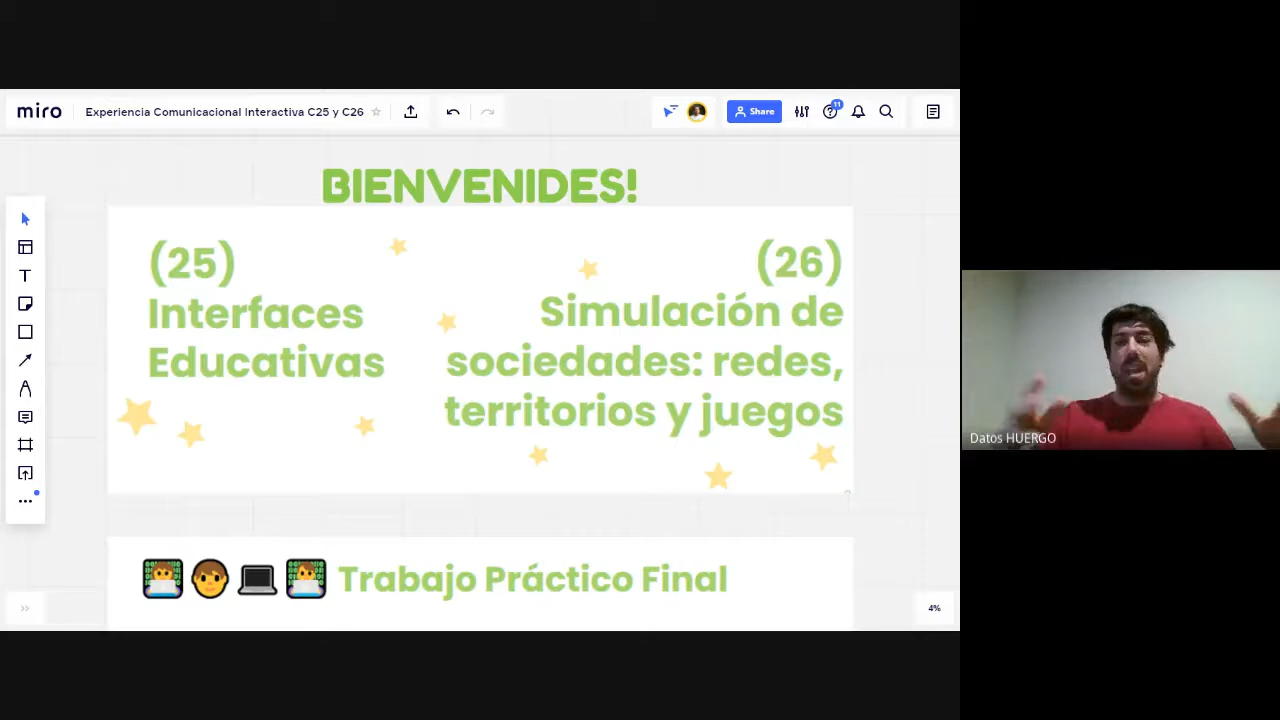 miro
Experiencia Comunicacional Interactiva C25 y C26
Share
11
BIENVENIDES!
(25)
Interfaces
Educativas
(26)
Simulación de
sociedades: redes,
territorios y juegos
Datos HUERGO
Trabajo Práctico Final
4%